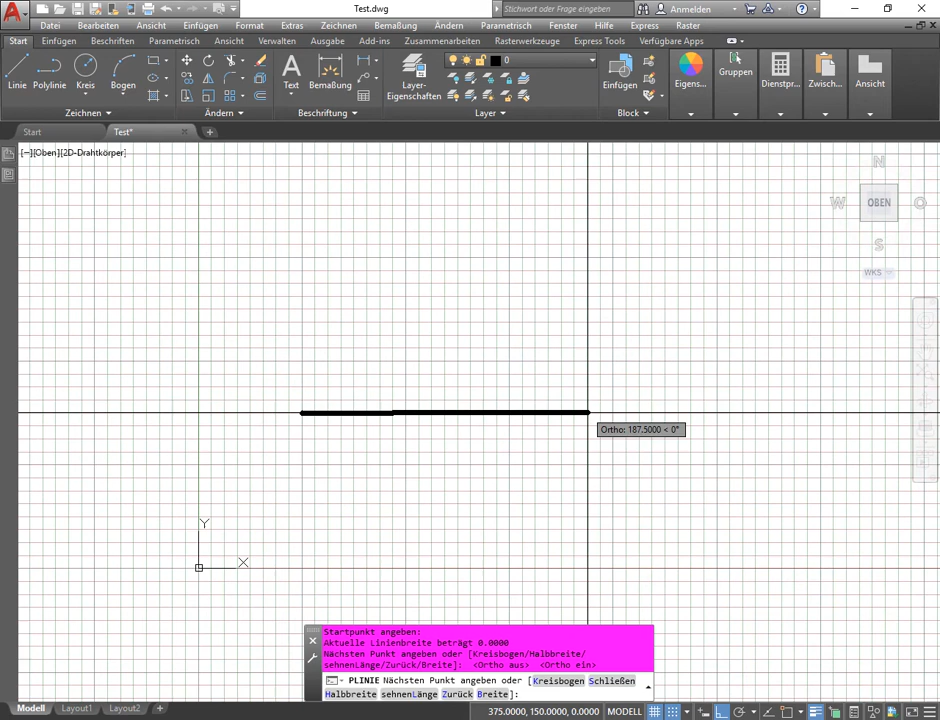 Test.dwg
Stichwort oder Frage eingeben
Anmelden
Datei Bearbeiten Ansicht Einfügen Format Extras Zeichnen Bemaßung Ändern Parametrisch Fenster Hilfe Express Raster
Start Einfügen Beschriften Parametrisch Ansicht Verwalten Ausgabe Add-ins Zusammenarbeiten Rasterwerkzeuge Express Tools Verfügbare Apps
0
Linie Polylinie Kreis Bogen Text Bemaßung Layer-
Eigenschaften
Einfügen Eigens... Gruppen Dienstpr... Zwisch... Ansicht
Zeichnen Ändern Beschriftung Layer Block
Start Test*
[−][Oben][2D-Drahtkörper]
N
W OBEN O
S
WKS
Ortho: 187.5000 < 0°
Y
X
Startpunkt angeben:
Aktuelle Linienbreite beträgt 0.0000
Nächsten Punkt angeben oder [Kreisbogen/Halbbreite/
sehnenLänge/Zurück/Breite]: <Ortho aus> <Ortho ein>
PLINIE Nächsten Punkt angeben oder [Kreisbogen Schließen
Halbbreite sehnenLänge Zurück Breite]:
Modell Layout1 Layout2 +
375.0000, 150.0000, 0.0000 MODELL